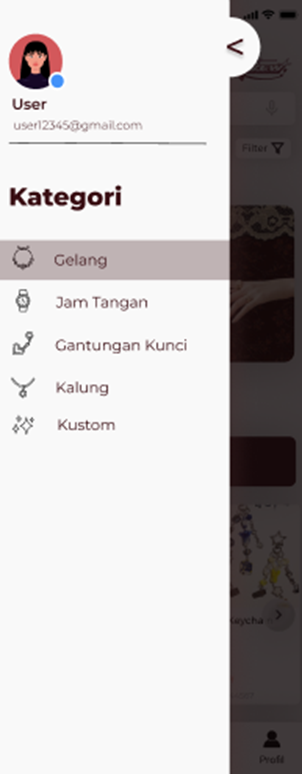 <
User
user12345@gmail.com
Filter
Kategori
Gelang
Jam Tangan
Gantungan Kunci
Kalung
Kustom
>
Profil